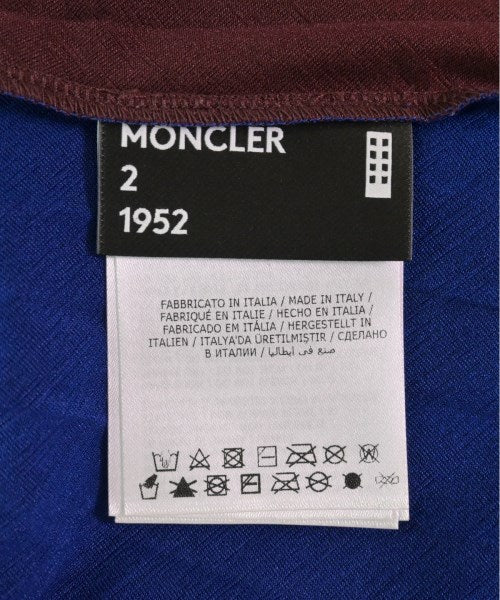 MONCLER
2
1952
FABBRICATO IN ITALIA / MADE IN ITALY /
FABRIQUÉ EN ITALIE / HECHO EN ITALIA /
FABRICADO EM ITÁLIA / HERGESTELLT IN
ITALIEN / ITALYA'DA ÜRETILMIŞTIR / СДЕЛАНО
В ИТАЛИИ / صنع فى ايطاليا